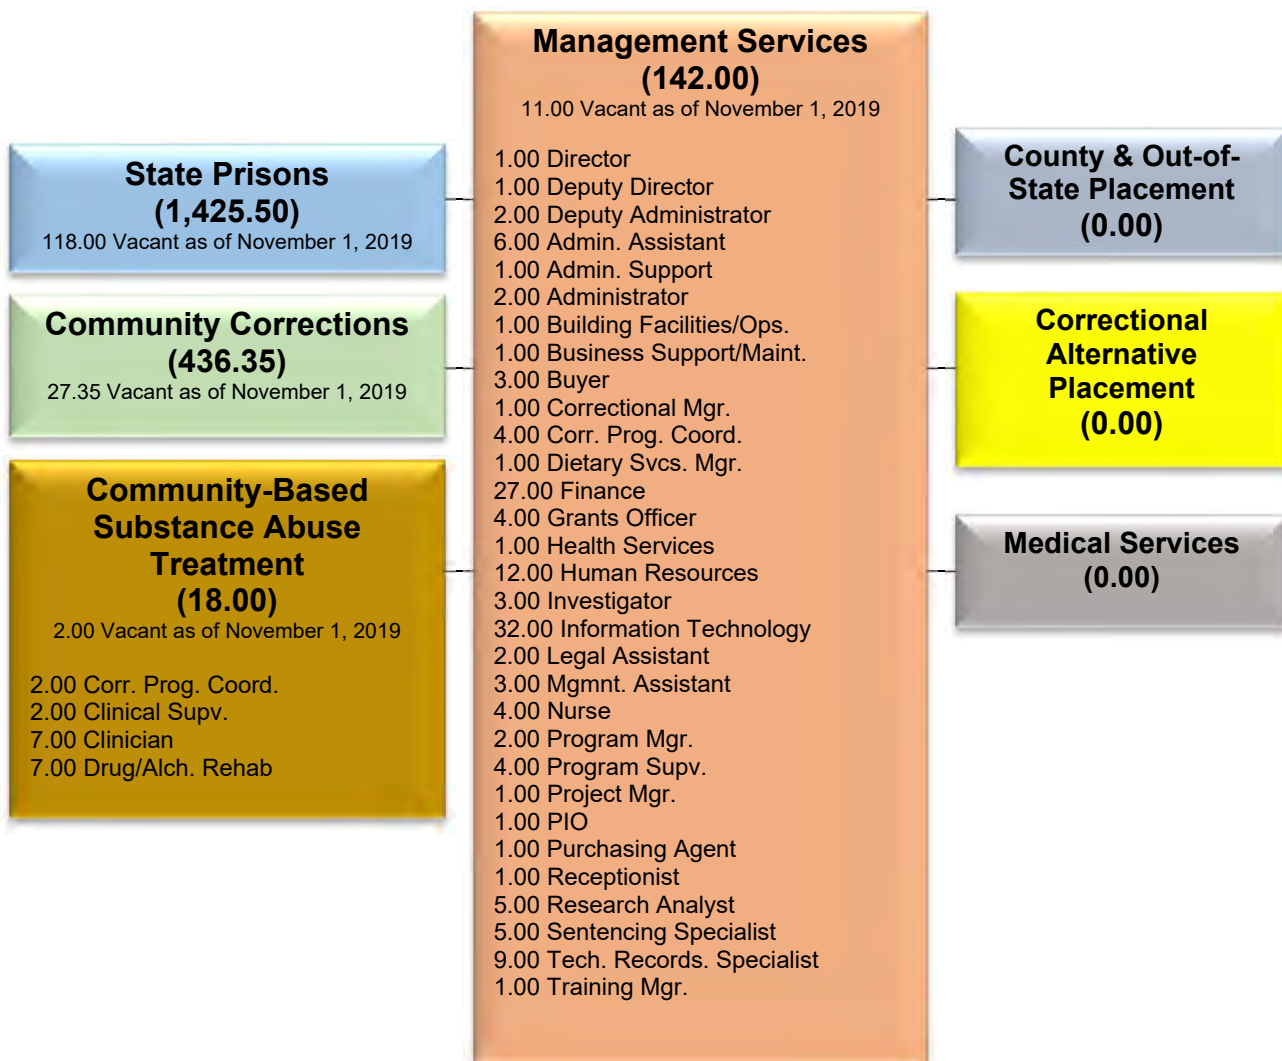 Management Services
(142.00)
11.00 Vacant as of November 1, 2019
1.00 Director
1.00 Deputy Director
2.00 Deputy Administrator
6.00 Admin. Assistant
1.00 Admin. Support
2.00 Administrator
1.00 Building Facilities/Ops.
1.00 Business Support/Maint.
3.00 Buyer
1.00 Correctional Mgr.
4.00 Corr. Prog. Coord.
1.00 Dietary Svcs. Mgr.
27.00 Finance
4.00 Grants Officer
1.00 Health Services
12.00 Human Resources
3.00 Investigator
32.00 Information Technology
2.00 Legal Assistant
3.00 Mgmnt. Assistant
4.00 Nurse
2.00 Program Mgr.
4.00 Program Supv.
1.00 Project Mgr.
1.00 PIO
1.00 Purchasing Agent
1.00 Receptionist
5.00 Research Analyst
5.00 Sentencing Specialist
9.00 Tech. Records. Specialist
1.00 Training Mgr.
State Prisons
(1,425.50)
118.00 Vacant as of November 1, 2019
Community Corrections
(436.35)
27.35 Vacant as of November 1, 2019
Community-Based
Substance Abuse
Treatment
(18.00)
2.00 Vacant as of November 1, 2019
2.00 Corr. Prog. Coord.
2.00 Clinical Supv.
7.00 Clinician
7.00 Drug/Alch. Rehab
County & Out-of-
State Placement
(0.00)
Correctional
Alternative
Placement
(0.00)
Medical Services
(0.00)